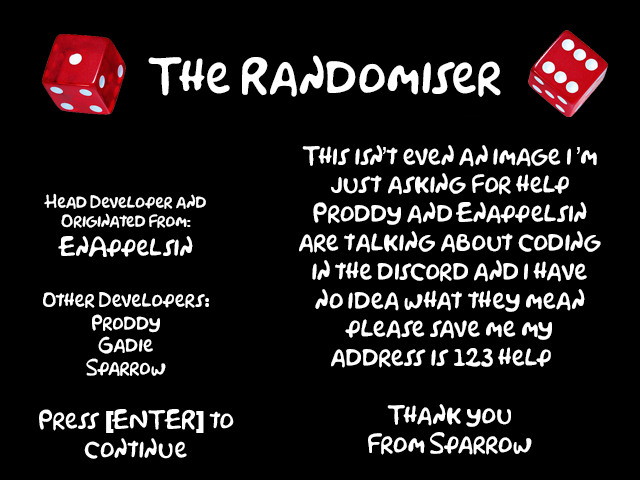 The Randomiser
Head Developer and
Originated From:
EnAppelsin
Other Developers:
Proddy
Gadie
Sparrow
Press [ENTER] to
continue
This isn't even an image I'm
just asking for help
Proddy and EnAppelsin
are talking about coding
in the discord and I have
no idea what they mean
please save me my
address is 123 help
Thank you
From Sparrow